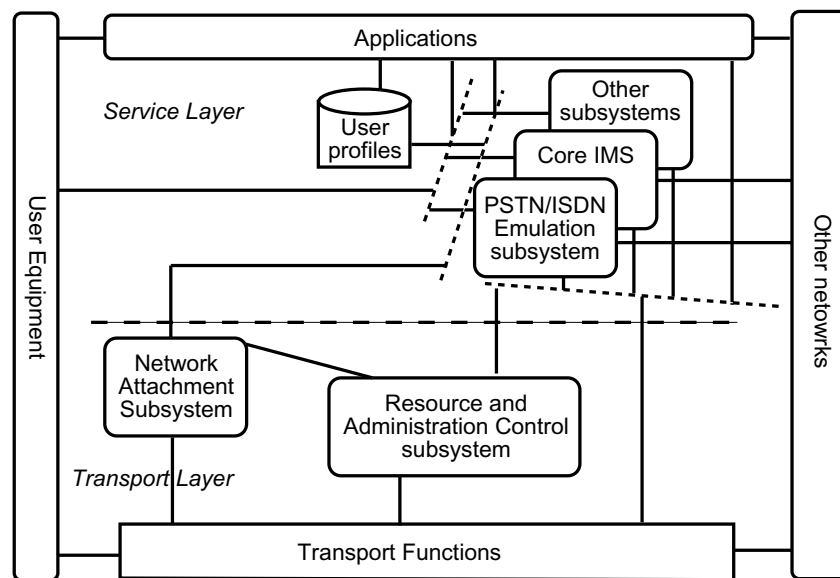 Applications
Service Layer
User
profiles
Other
subsystems
Core IMS
PSTN/ISDN
Emulation
subsystem
User Equipment
Other netowrks
Network
Attachment
Subsystem
Resource and
Administration Control
subsystem
Transport Layer
Transport Functions